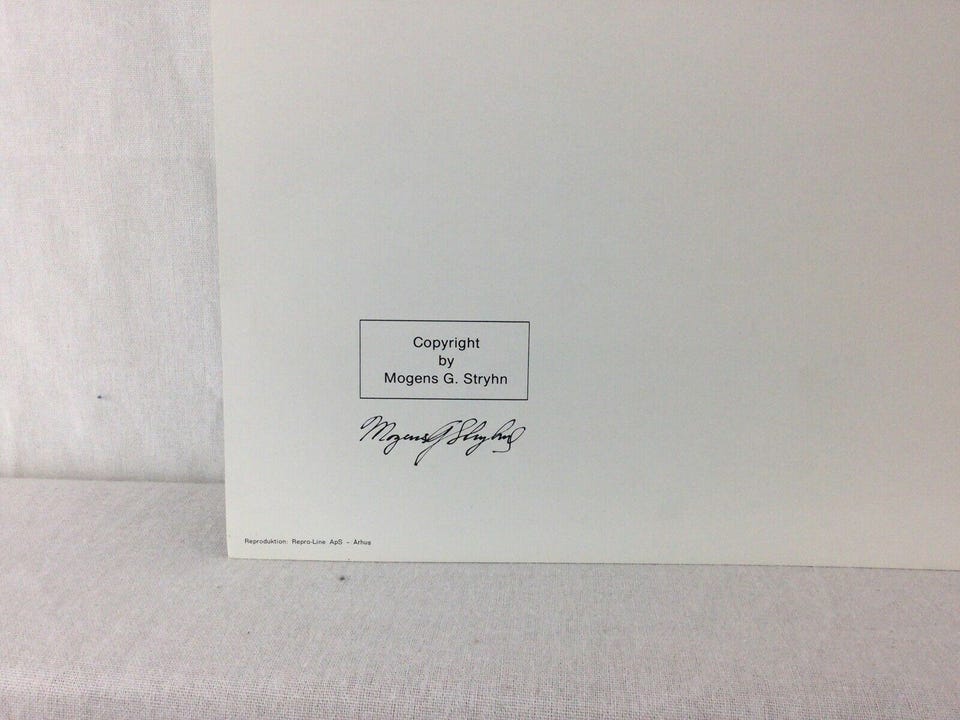 Copyright
by
Mogens G. Stryhn
Mogens G Stryhn
Reproduktion: Repro-Line ApS - Århus